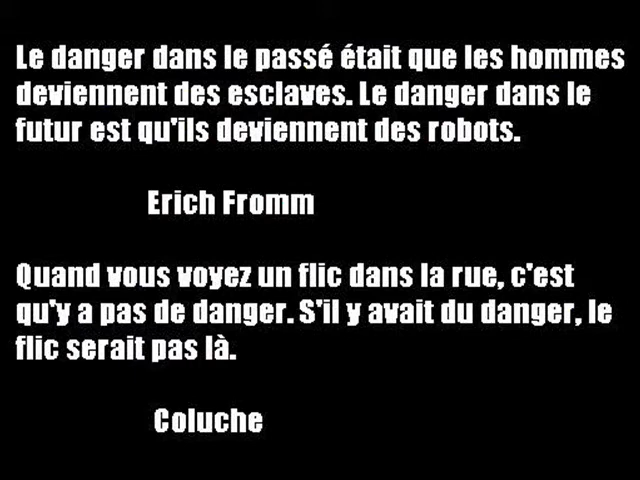 Le danger dans le passé était que les hommes
deviennent des esclaves. Le danger dans le
futur est qu'ils deviennent des robots.
Erich Fromm
Quand vous voyez un flic dans la rue, c'est
qu'y a pas de danger. S'il y avait du danger, le
flic serait pas là.
Coluche